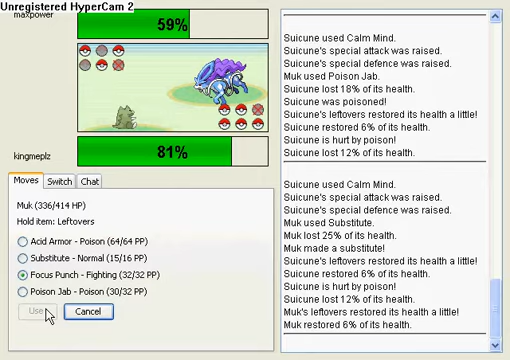 Unregistered HyperCam 2
maxpower
59%
kingmeplz
81%
Moves
Switch
Chat
Muk (336/414 HP)
Hold item: Leftovers
Acid Armor - Poison (64/64 PP)
Substitute - Normal (15/16 PP)
Focus Punch - Fighting (32/32 PP)
Poison Jab - Poison (30/32 PP)
Use
Cancel
Suicune used Calm Mind.
Suicune's special attack was raised.
Suicune's special defence was raised.
Muk used Poison Jab.
Suicune lost 18% of its health.
Suicune was poisoned!
Suicune's leftovers restored its health a little!
Suicune restored 6% of its health.
Suicune is hurt by poison!
Suicune lost 12% of its health.
Suicune used Calm Mind.
Suicune's special attack was raised.
Suicune's special defence was raised.
Muk used Substitute.
Muk lost 25% of its health.
Muk made a substitute!
Suicune's leftovers restored its health a little!
Suicune restored 6% of its health.
Suicune is hurt by poison!
Suicune lost 12% of its health.
Muk's leftovers restored its health a little!
Muk restored 6% of its health.